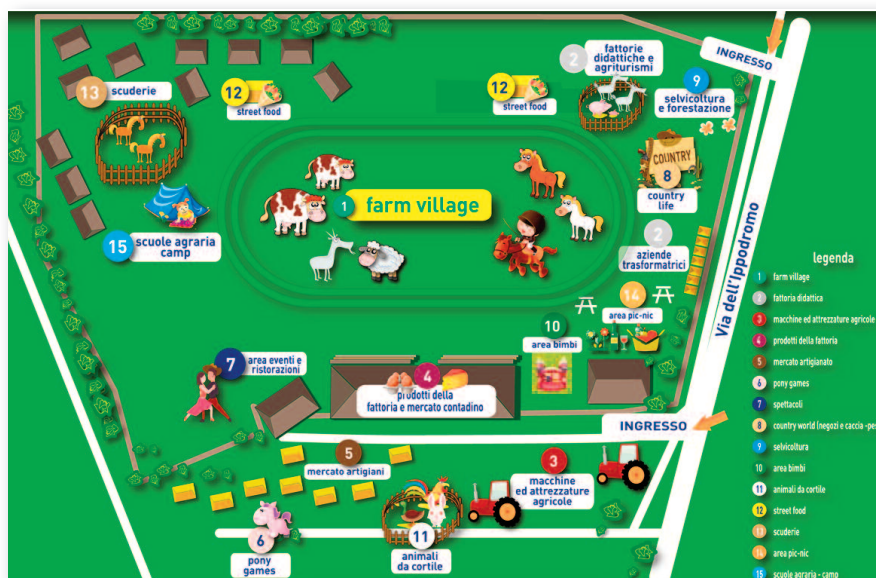 INGRESSO
2
fattorie
didattiche e
agriturismi
9
selvicoltura
e forestazione
13
scuderie
12
street food
12
street food
COUNTRY
8
country
life
1
farm village
15
scuole agraria
camp
2
aziende
trasformatrici
Via dell'Ippodromo
14
area pic-nic
10
area bimbi
7
area eventi e
ristorazioni
4
prodotti della
fattoria e mercato contadino
INGRESSO
5
mercato artigiani
3
macchine
ed attrezzature
agricole
6
pony
games
11
animali
da cortile
legenda
1 farm village
2 fattoria didattica
3 macchine ed attrezzature agricole
4 prodotti della fattoria
5 mercato artigianato
6 pony games
7 spettacoli
8 country world (negozi e caccia -pes
9 selvicoltura
10 area bimbi
11 animali da cortile
12 street food
13 scuderie
14 area pic-nic
15 scuole agraria - camp